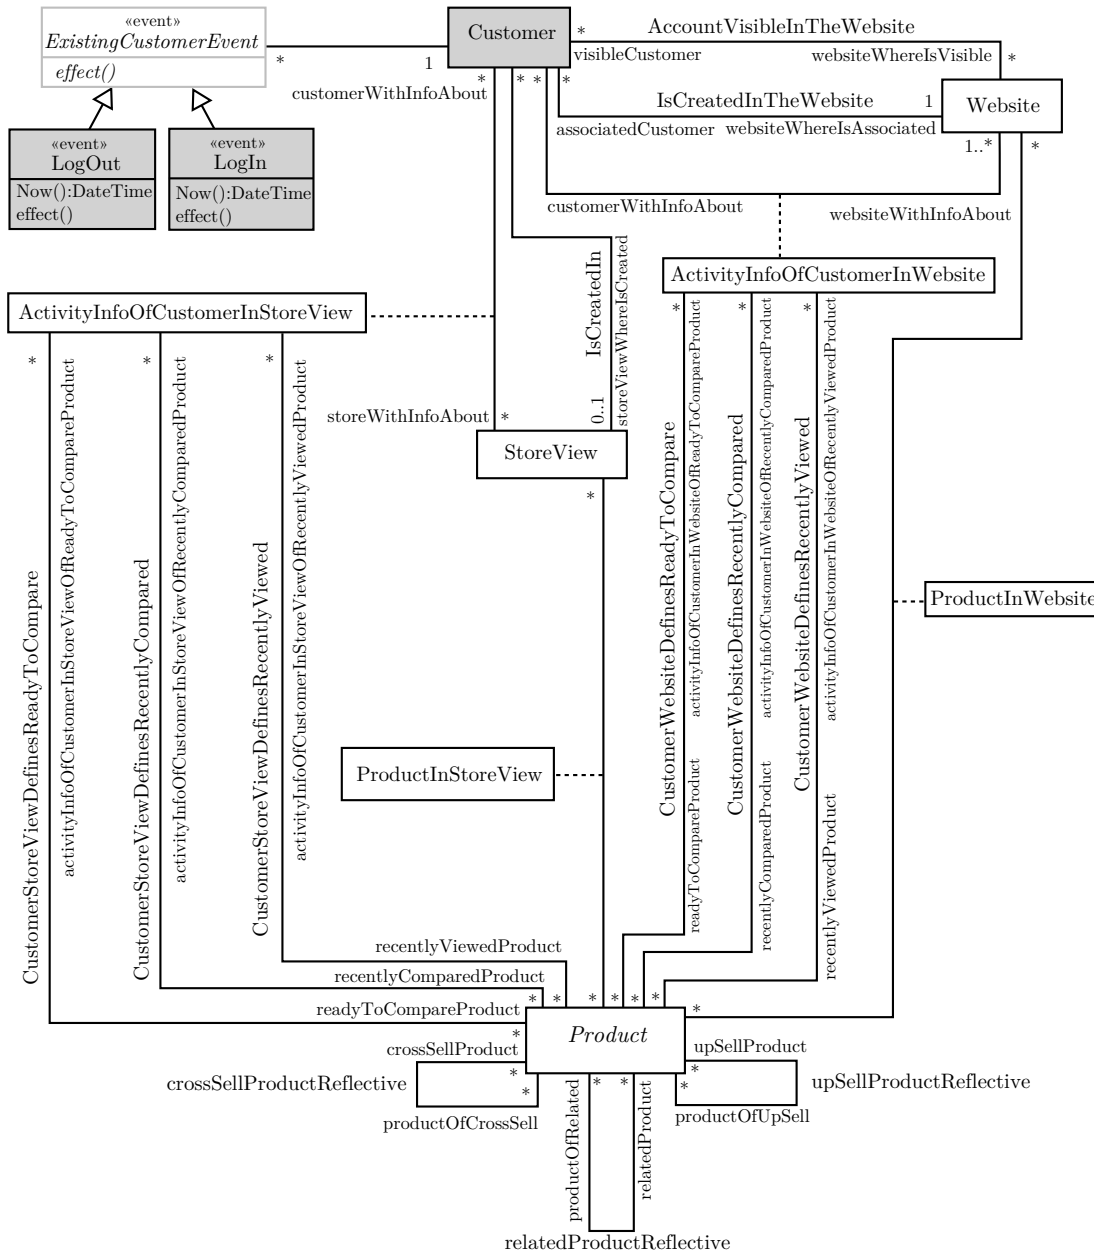 «event»
ExistingCustomerEvent
effect()
*
1
Customer
*
AccountVisibleInTheWebsite
visibleCustomer
websiteWhereIsVisible
*
*
*
*
*
customerWithInfoAbout
IsCreatedInTheWebsite
1
associatedCustomer
websiteWhereIsAssociated
Website
1..*
*
«event»
LogOut
Now():DateTime
effect()
«event»
LogIn
Now():DateTime
effect()
customerWithInfoAbout
websiteWithInfoAbout
IsCreatedIn
storeViewWhereIsCreated
0..1
ActivityInfoOfCustomerInWebsite
*
*
*
ActivityInfoOfCustomerInStoreView
*
*
*
storeWithInfoAbout
*
StoreView
*
CustomerStoreViewDefinesReadyToCompare
activityInfoOfCustomerInStoreViewOfReadyToCompareProduct
CustomerStoreViewDefinesRecentlyCompared
activityInfoOfCustomerInStoreViewOfRecentlyComparedProduct
CustomerStoreViewDefinesRecentlyViewed
activityInfoOfCustomerInStoreViewOfRecentlyViewedProduct
CustomerWebsiteDefinesReadyToCompare
activityInfoOfCustomerInWebsiteOfReadyToCompareProduct
CustomerWebsiteDefinesRecentlyCompared
activityInfoOfCustomerInWebsiteOfRecentlyComparedProduct
CustomerWebsiteDefinesRecentlyViewed
activityInfoOfCustomerInWebsiteOfRecentlyViewedProduct
ProductInWebsite
ProductInStoreView
readyToCompareProduct
recentlyComparedProduct
recentlyViewedProduct
recentlyViewedProduct
recentlyComparedProduct
readyToCompareProduct
*
*
*
*
*
*
*
*
Product
crossSellProduct
*
*
crossSellProductReflective
productOfCrossSell
upSellProduct
*
*
upSellProductReflective
productOfUpSell
*
*
productOfRelated
relatedProduct
relatedProductReflective